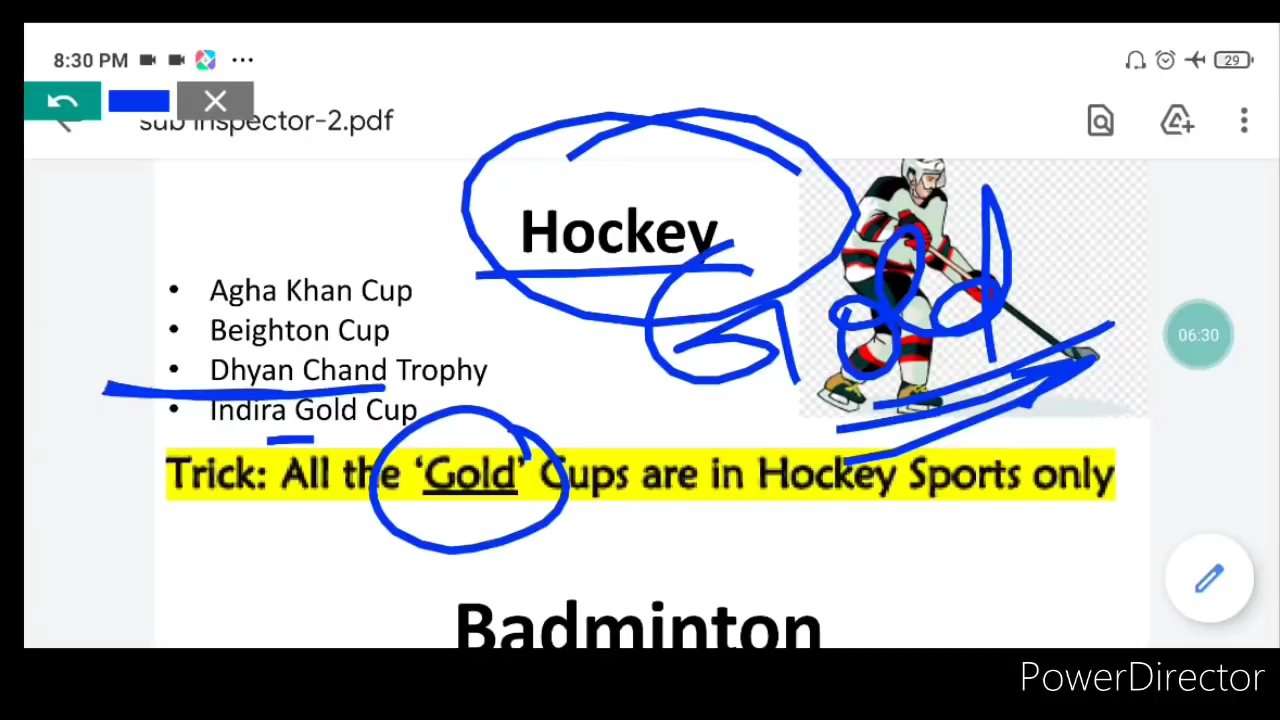 8:30 PM
29
sub inspector-2.pdf
Hockey
• Agha Khan Cup
• Beighton Cup
• Dhyan Chand Trophy
• Indira Gold Cup
Gold
06:30
Trick: All the ‘Gold’ Cups are in Hockey Sports only
Badminton
PowerDirector